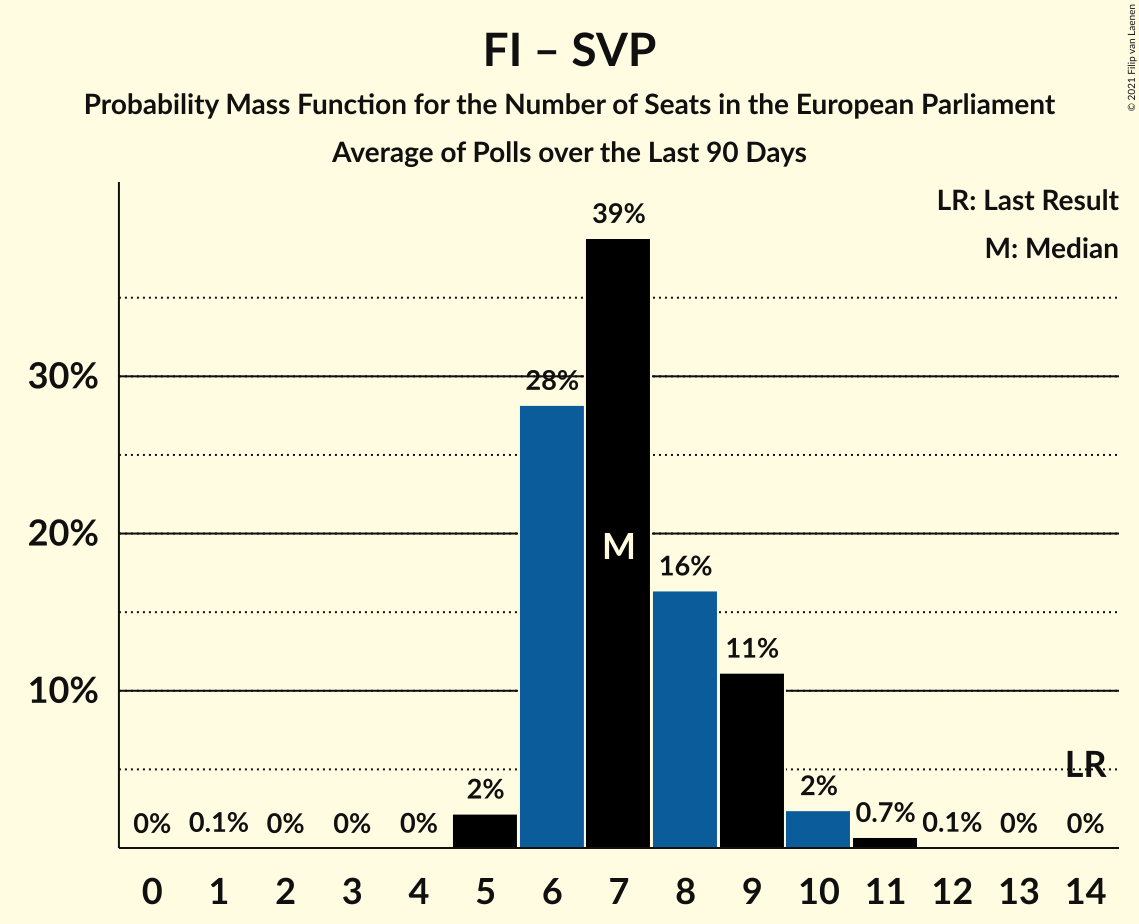 FI – SVP
Probability Mass Function for the Number of Seats in the European Parliament
Average of Polls over the Last 90 Days
© 2021 Filip van Laenen
LR: Last Result
M: Median
39%
30%
28%
20%
M
16%
11%
10%
LR
2%
2%
0.7%
0% 0.1% 0% 0% 0% 0.1% 0% 0%
0 1 2 3 4 5 6 7 8 9 10 11 12 13 14